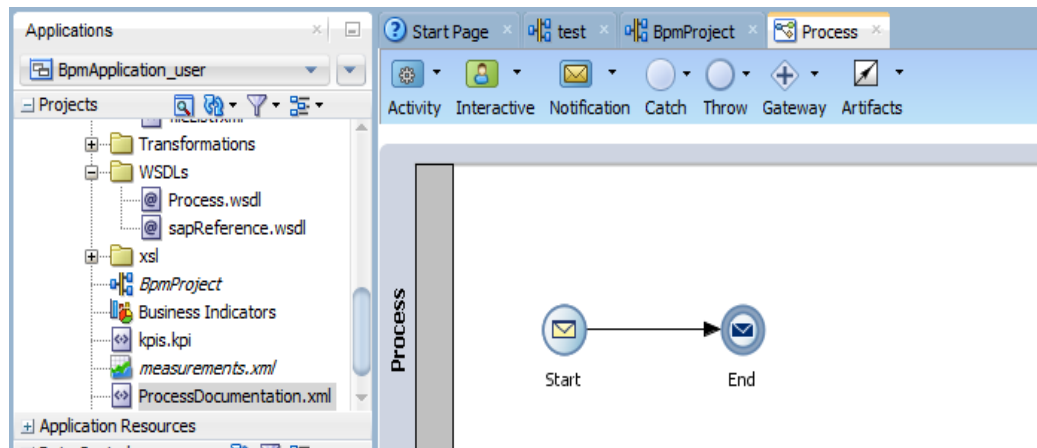 Applications
BpmApplication_user
Projects
Transformations
WSDLs
Process.wsdl
sapReference.wsdl
xsl
BpmProject
Business Indicators
kpis.kpi
measurements.xml
ProcessDocumentation.xml
Application Resources
Start Page
test
BpmProject
Process
Activity
Interactive
Notification
Catch
Throw
Gateway
Artifacts
Process
Start
End